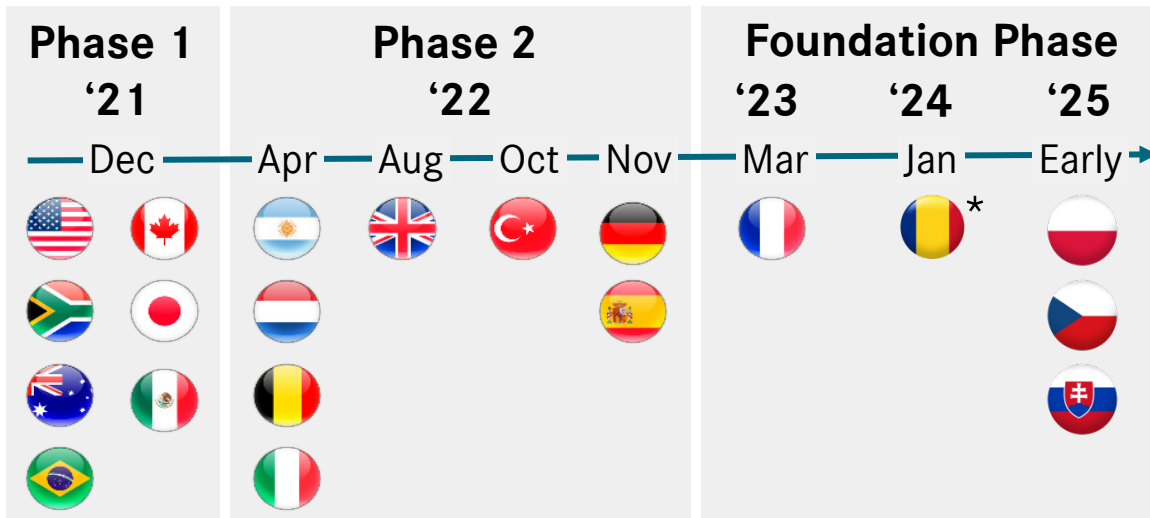 Phase 1
‘21
Dec
Phase 2
‘22
Apr Aug Oct Nov
Foundation Phase
‘23 ‘24 ‘25
Mar Jan Early
*